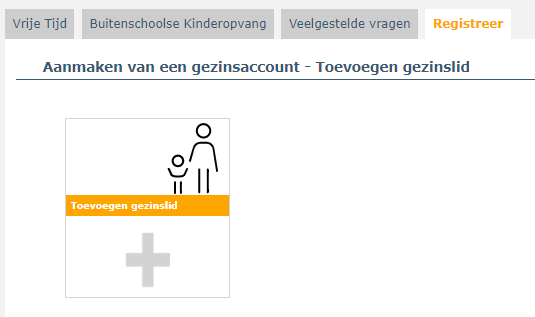 Vrije Tijd Buitenschoolse Kinderopvang Veelgestelde vragen Registreer
Aanmaken van een gezinsaccount - Toevoegen gezinslid
Toevoegen gezinslid